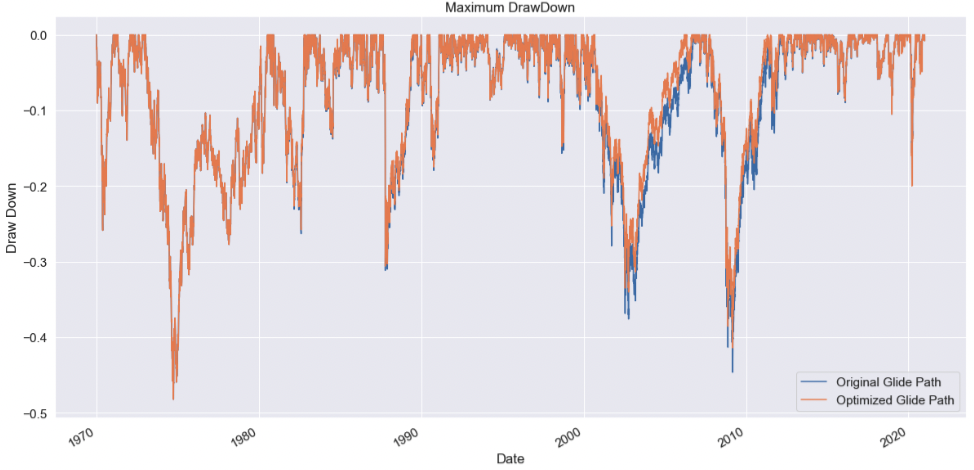 Maximum DrawDown
0.0
−0.1
−0.2
−0.3
−0.4
−0.5
Draw Down
1970
1980
1990
2000
2010
2020
Date
Original Glide Path
Optimized Glide Path